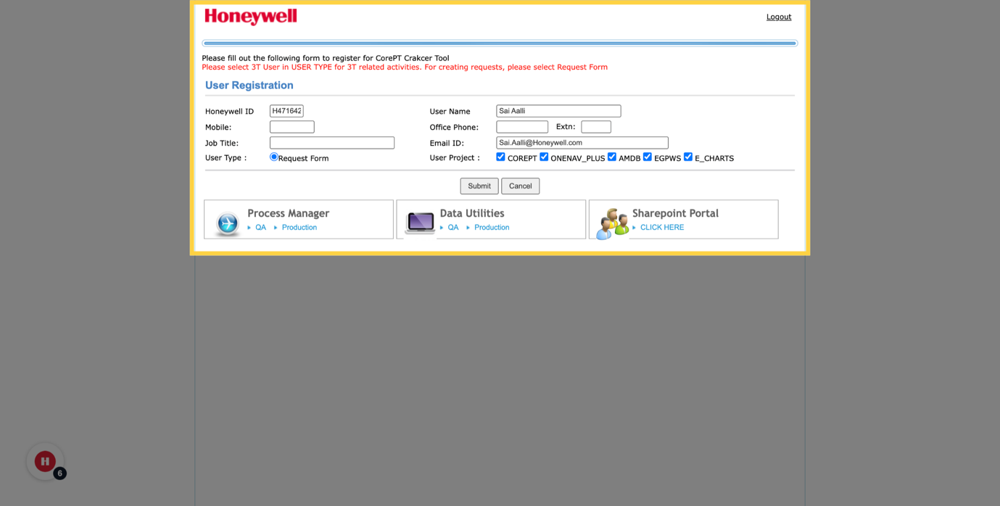 Honeywell
Logout
Please fill out the following form to register for CorePT Crakcer Tool
Please select 3T User in USER TYPE for 3T related activities. For creating requests, please select Request Form
User Registration
Honeywell ID H471642 User Name Sai Aalli
Mobile: Office Phone: Extn:
Job Title: Email ID: Sai.Aalli@Honeywell.com
User Type : Request Form User Project : COREPT ONENAV_PLUS AMDB EGPWS E_CHARTS
Submit Cancel
Process Manager Data Utilities Sharepoint Portal
QA Production QA Production CLICK HERE
H
6